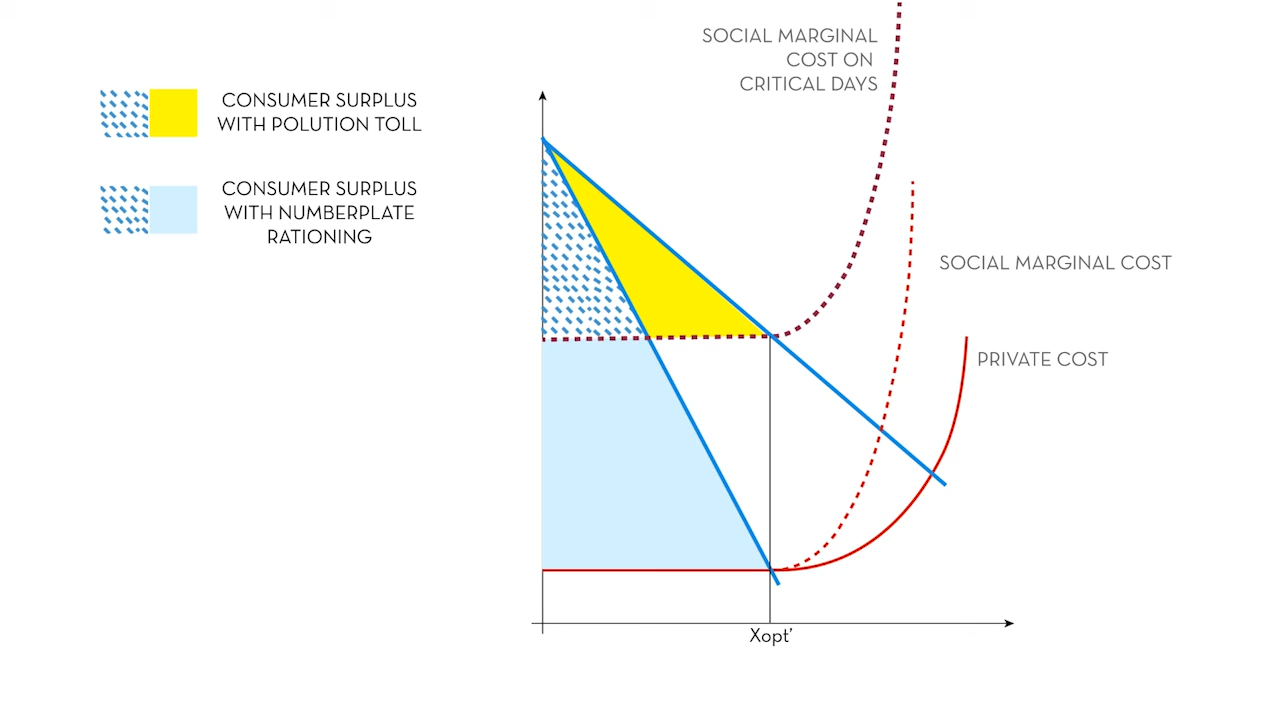 SOCIAL MARGINAL
COST ON
CRITICAL DAYS
CONSUMER SURPLUS
WITH POLUTION TOLL
CONSUMER SURPLUS
WITH NUMBERPLATE
RATIONING
SOCIAL MARGINAL COST
PRIVATE COST
Xopt'